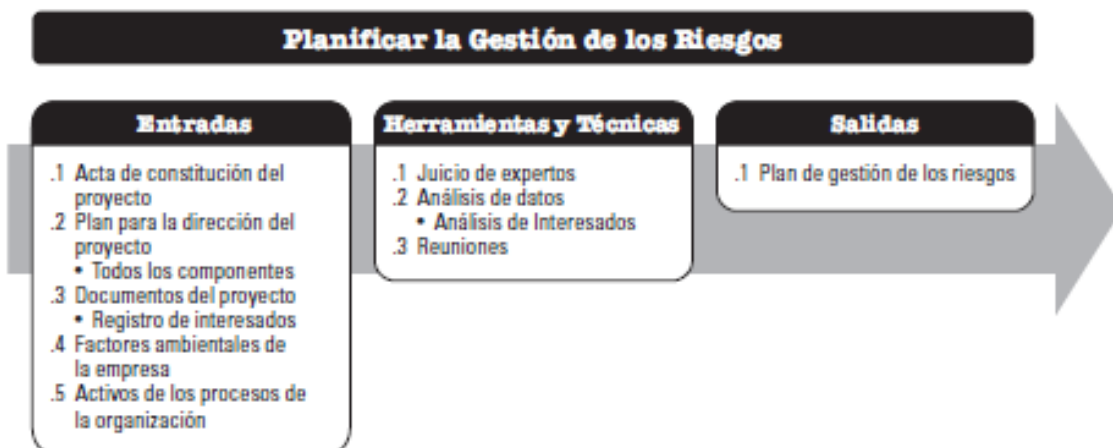 Planificar la Gestión de los Riesgos
Entradas
.1 Acta de constitución del
proyecto
.2 Plan para la dirección del
proyecto
• Todos los componentes
.3 Documentos del proyecto
• Registro de interesados
.4 Factores ambientales de
la empresa
.5 Activos de los procesos de
la organización
Herramientas y Técnicas
.1 Juicio de expertos
.2 Análisis de datos
• Análisis de Interesados
.3 Reuniones
Salidas
.1 Plan de gestión de los riesgos